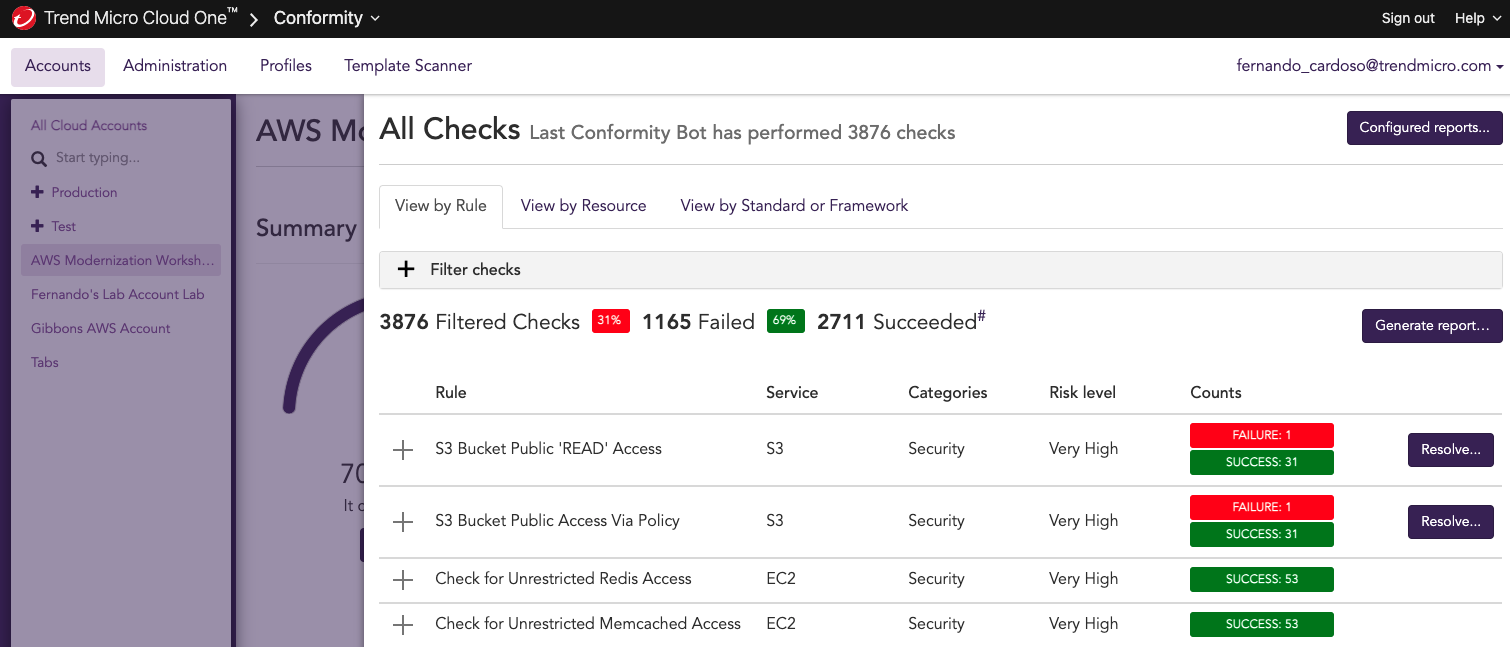 Trend Micro Cloud One™ Conformity Sign out Help
Accounts Administration Profiles Template Scanner fernando_cardoso@trendmicro.com
All Cloud Accounts
Start typing...
Production
Test
AWS Modernization Worksh...
Fernando's Lab Account Lab
Gibbons AWS Account
Tabs
AWS Mo
Summary
70
It c
All Checks Last Conformity Bot has performed 3876 checks Configured reports...
View by Rule View by Resource View by Standard or Framework
Filter checks
3876 Filtered Checks 31% 1165 Failed 69% 2711 Succeeded# Generate report...
Rule Service Categories Risk level Counts
S3 Bucket Public 'READ' Access S3 Security Very High FAILURE: 1 SUCCESS: 31 Resolve...
S3 Bucket Public Access Via Policy S3 Security Very High FAILURE: 1 SUCCESS: 31 Resolve...
Check for Unrestricted Redis Access EC2 Security Very High SUCCESS: 53
Check for Unrestricted Memcached Access EC2 Security Very High SUCCESS: 53